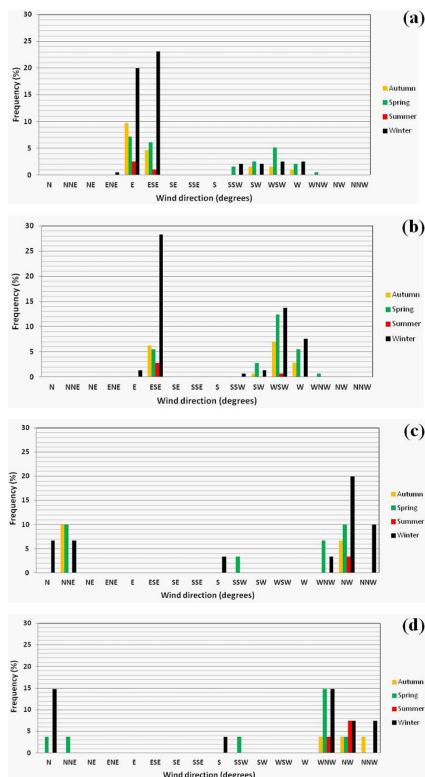 (a)
30
25
20
15
10
5
0
Frequency (%)
N NNE NE ENE E ESE SE SSE S SSW SW WSW W WNW NW NNW
Wind direction (degrees)
Autumn
Spring
Summer
Winter
(b)
30
25
20
15
10
5
0
Frequency (%)
N NNE NE ENE E ESE SE SSE S SSW SW WSW W WNW NW NNW
Wind direction (degrees)
Autumn
Spring
Summer
Winter
(c)
30
25
20
15
10
5
0
Frequency (%)
N NNE NE ENE E ESE SE SSE S SSW SW WSW W WNW NW NNW
Wind direction (degrees)
Autumn
Spring
Summer
Winter
(d)
30
25
20
15
10
5
0
Frequency (%)
N NNE NE ENE E ESE SE SSE S SSW SW WSW W WNW NW NNW
Wind direction (degrees)
Autumn
Spring
Summer
Winter